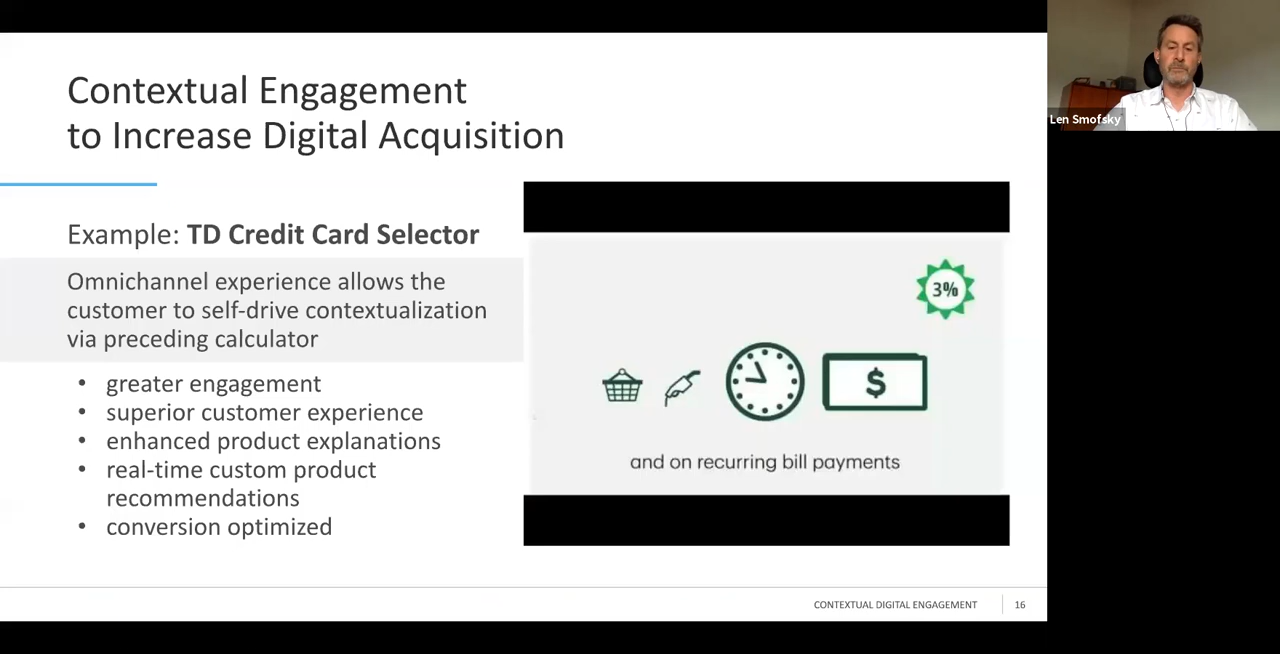 Contextual Engagement
to Increase Digital Acquisition
Len Smofsky
Example: TD Credit Card Selector
Omnichannel experience allows the
customer to self-drive contextualization
via preceding calculator
• greater engagement
• superior customer experience
• enhanced product explanations
• real-time custom product
recommendations
• conversion optimized
3%
$
and on recurring bill payments
CONTEXTUAL DIGITAL ENGAGEMENT
16